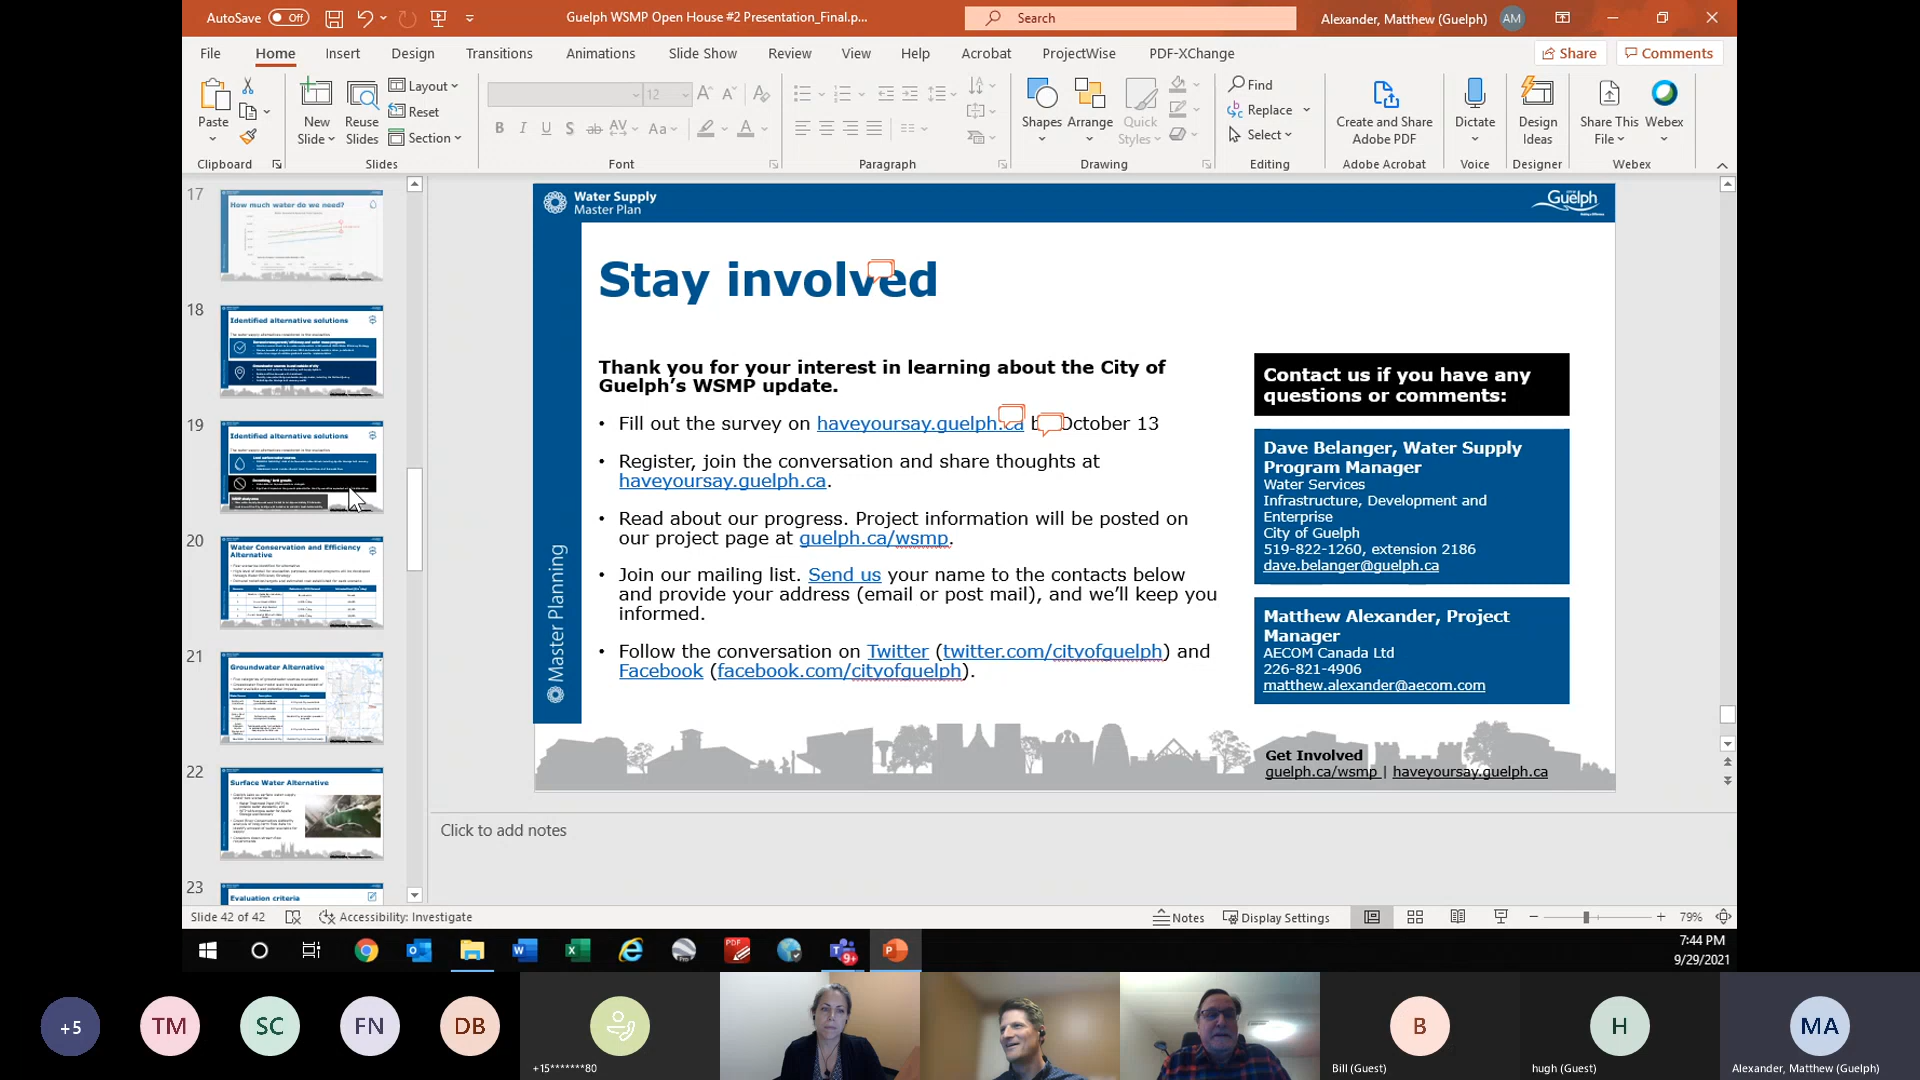 AutoSave Off
Guelph WSMP Open House #2 Presentation_Final.p...
Search
Alexander, Matthew (Guelph) AM
File Home Insert Design Transitions Animations Slide Show Review View Help Acrobat ProjectWise PDF-XChange Share Comments
Paste
Clipboard
New Slide
Reuse Slides
Layout
Reset
Section
Slides
12
Font
Paragraph
Shapes
Arrange
Quick Styles
Drawing
Find
Replace
Select
Editing
Create and Share Adobe PDF
Adobe Acrobat
Dictate
Voice
Design Ideas
Designer
Share This File
Webex
Webex
17
How much water do we need?
18
Identified alternative solutions
19
Identified alternative solutions
20
Water Conservation and Efficiency
Alternative
21
Groundwater Alternative
22
Surface Water Alternative
23
Evaluation criteria
Water Supply
Master Plan
Guelph
Master Planning
Stay involved
Thank you for your interest in learning about the City of
Guelph's WSMP update.
• Fill out the survey on haveyoursay.guelph.ca October 13
• Register, join the conversation and share thoughts at
haveyoursay.guelph.ca.
• Read about our progress. Project information will be posted on
our project page at guelph.ca/wsmp.
• Join our mailing list. Send us your name to the contacts below
and provide your address (email or post mail), and we'll keep you
informed.
• Follow the conversation on Twitter (twitter.com/cityofguelph) and
Facebook (facebook.com/cityofguelph).
Contact us if you have any
questions or comments:
Dave Belanger, Water Supply
Program Manager
Water Services
Infrastructure, Development and
Enterprise
City of Guelph
519-822-1260, extension 2186
dave.belanger@guelph.ca
Matthew Alexander, Project
Manager
AECOM Canada Ltd
226-821-4906
matthew.alexander@aecom.com
Get Involved
guelph.ca/wsmp | haveyoursay.guelph.ca
Click to add notes
Slide 42 of 42 Accessibility: Investigate Notes Display Settings 79%
7:44 PM
9/29/2021
+5 TM SC FN DB B H MA
+15*******80 Bill (Guest) hugh (Guest) Alexander, Matthew (Guelph)